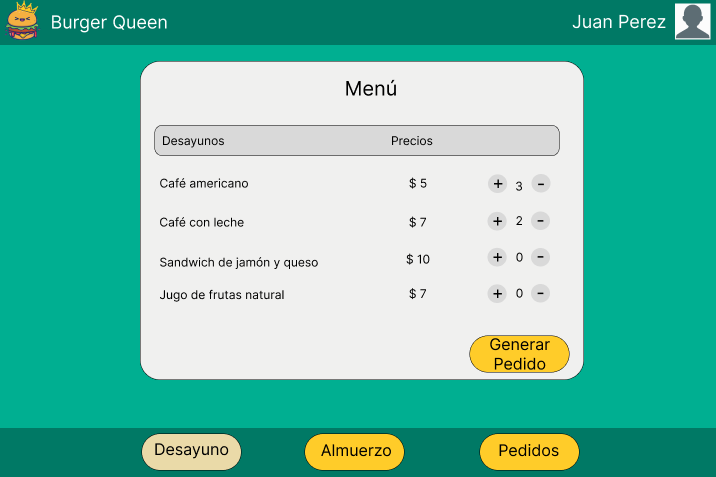 Burger Queen
Juan Perez
Menú
Desayunos Precios
Café americano $ 5 + 3 -
Café con leche $ 7 + 2 -
Sandwich de jamón y queso $ 10 + 0 -
Jugo de frutas natural $ 7 + 0 -
Generar
Pedido
Desayuno Almuerzo Pedidos